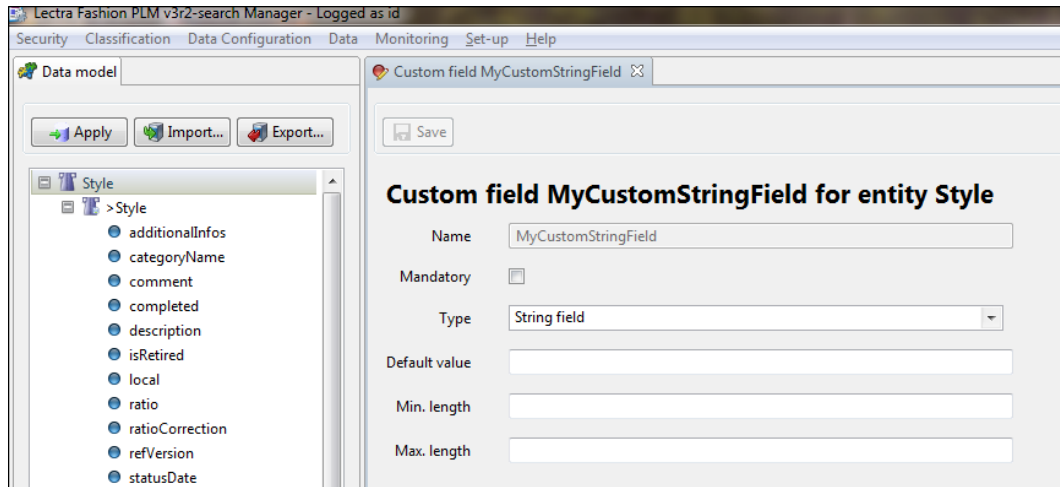 Lectra Fashion PLM v3r2-search Manager - Logged as id
Security Classification Data Configuration Data Monitoring Set-up Help
Data model
Custom field MyCustomStringField
Apply Import... Export...
Save
Style
>Style
additionalInfos
categoryName
comment
completed
description
isRetired
local
ratio
ratioCorrection
refVersion
statusDate
Custom field MyCustomStringField for entity Style
Name MyCustomStringField
Mandatory
Type String field
Default value
Min. length
Max. length